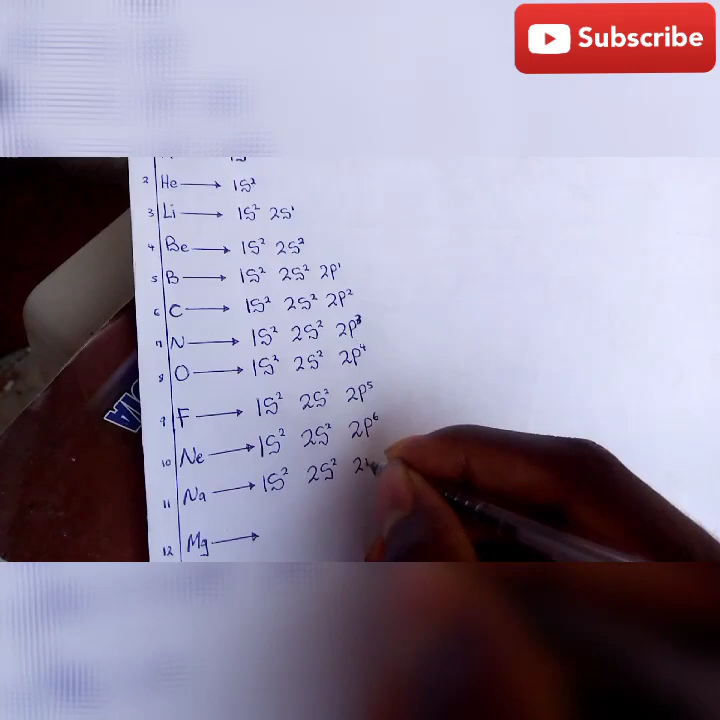 Subscribe
2 He → 1S²
3 Li → 1S² 2S¹
4 Be → 1S² 2S²
5 B → 1S² 2S² 2P¹
6 C → 1S² 2S² 2P²
7 N → 1S² 2S² 2P³
8 O → 1S² 2S² 2P⁴
9 F → 1S² 2S² 2P⁵
10 Ne → 1S² 2S² 2P⁶
11 Na → 1S² 2S² 2
12 Mg →